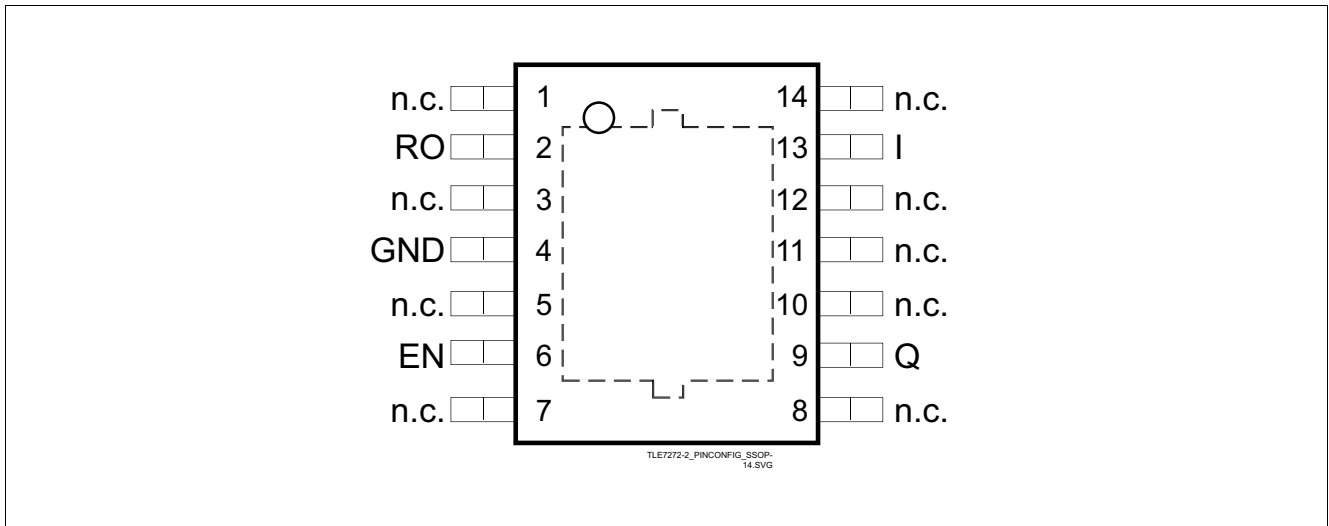 n.c. 1 14 n.c.
RO 2 13 I
n.c. 3 12 n.c.
GND 4 11 n.c.
n.c. 5 10 n.c.
EN 6 9 Q
n.c. 7 8 n.c.
TLE7272-2_PINCONFIG_SSOP-
14.SVG